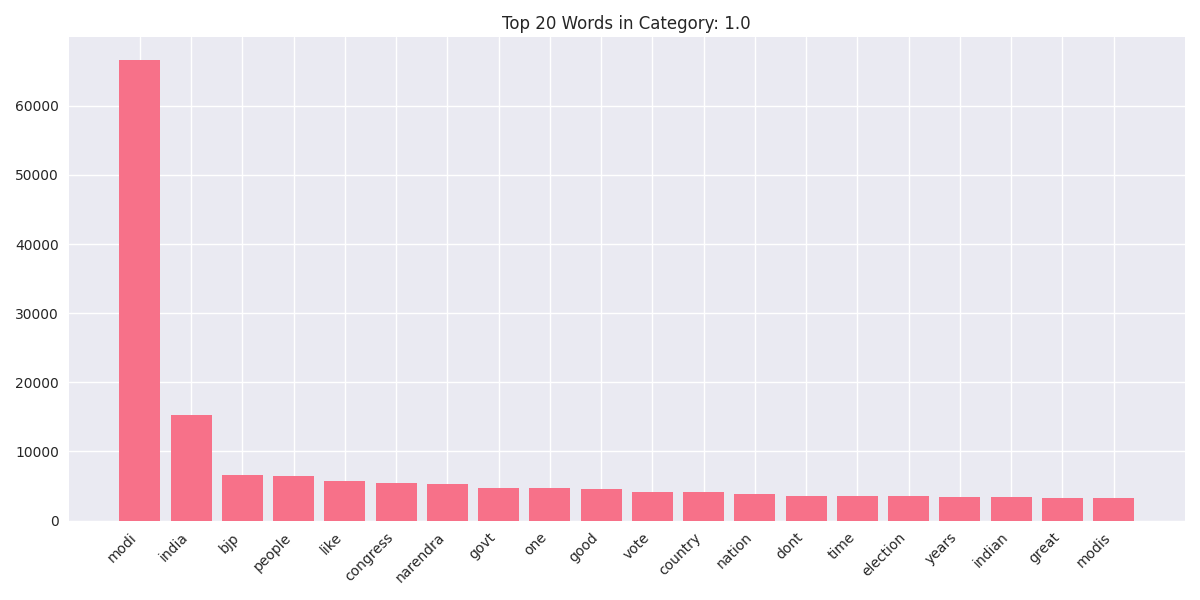 Top 20 Words in Category: 1.0
60000
50000
40000
30000
20000
10000
0
modi
india
bjp
people
like
congress
narendra
govt
one
good
vote
country
nation
dont
time
election
years
indian
great
modis